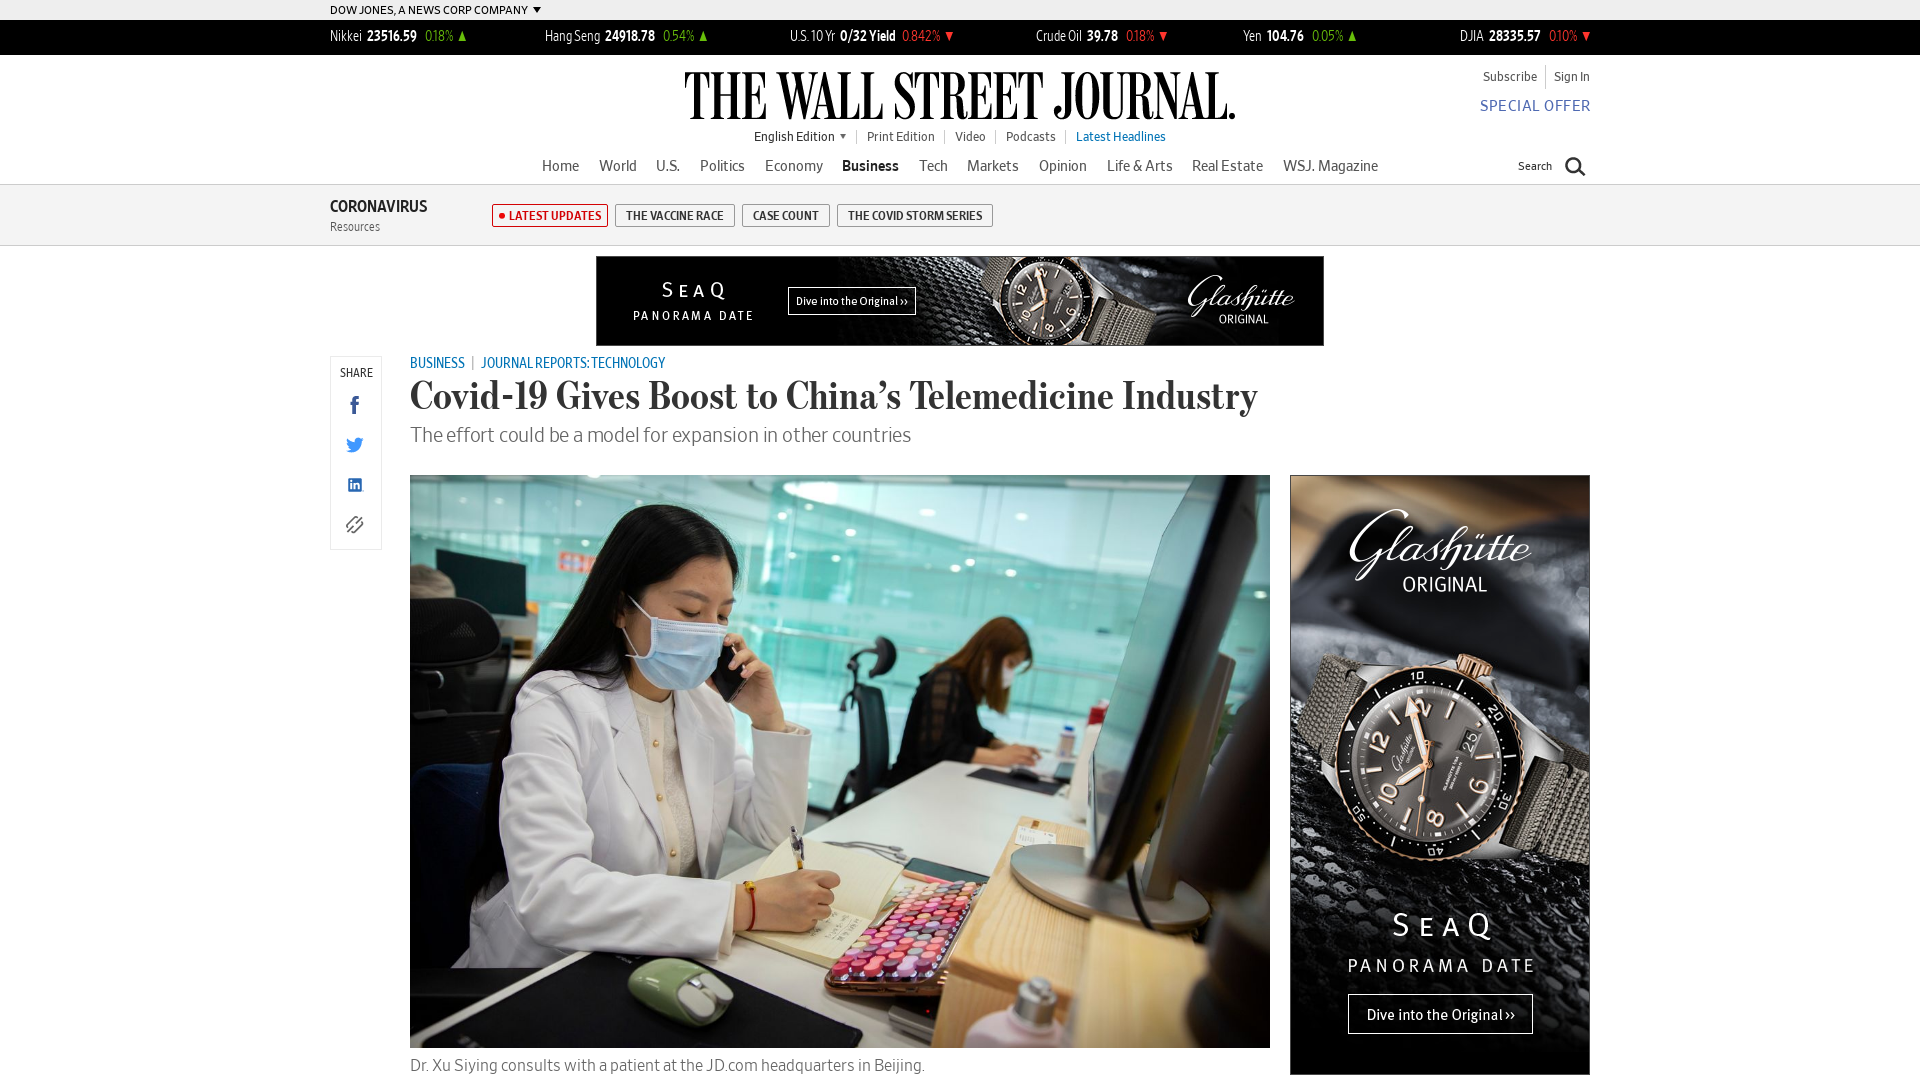 DOW JONES, A NEWS CORP COMPANY
Nikkei 23516.59 0.18%
Hang Seng 24918.78 0.54%
U.S. 10 Yr 0/32 Yield 0.842%
Crude Oil 39.78 0.18%
Yen 104.76 0.05%
DJIA 28335.57 0.10%
THE WALL STREET JOURNAL.
Subscribe Sign In
SPECIAL OFFER
English Edition Print Edition Video Podcasts Latest Headlines
Home World U.S. Politics Economy Business Tech Markets Opinion Life & Arts Real Estate WSJ. Magazine
Search
CORONAVIRUS
Resources
LATEST UPDATES THE VACCINE RACE CASE COUNT THE COVID STORM SERIES
SEAQ
PANORAMA DATE
Dive into the Original ››
Glashütte
ORIGINAL
SHARE
BUSINESS | JOURNAL REPORTS: TECHNOLOGY
Covid-19 Gives Boost to China’s Telemedicine Industry
The effort could be a model for expansion in other countries
Glashütte
ORIGINAL
SEAQ
PANORAMA DATE
Dive into the Original ››
Dr. Xu Siying consults with a patient at the JD.com headquarters in Beijing.